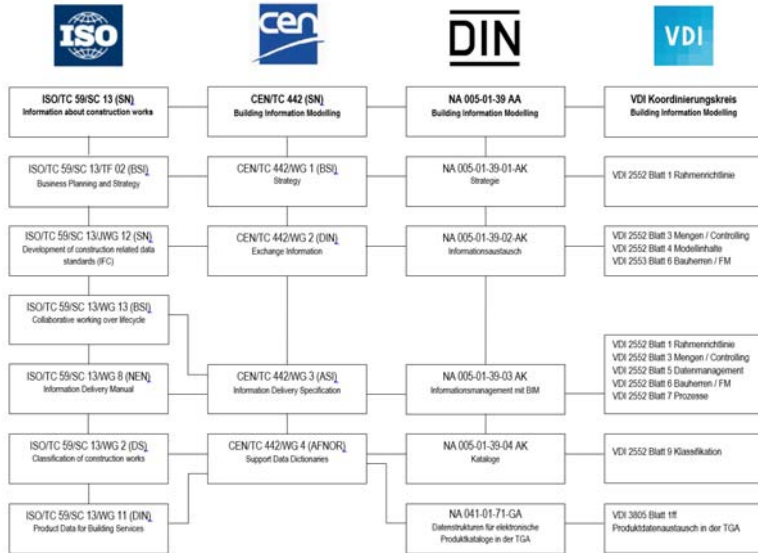 ISO
cen
DIN
VDI
ISO/TC 59/SC 13 (SN)
Information about construction works
CEN/TC 442 (SN)
Building Information Modelling
NA 005-01-39 AA
Building Information Modelling
VDI Koordinierungskreis
Building Information Modelling
ISO/TC 59/SC 13/TF 02 (BSI)
Business Planning and Strategy
CEN/TC 442/WG 1 (BSI)
Strategy
NA 005-01-39-01-AK
Strategie
VDI 2552 Blatt 1 Rahmenrichtlinie
ISO/TC 59/SC 13/JWG 12 (SN)
Development of construction related data
standards (IFC)
CEN/TC 442/WG 2 (DIN)
Exchange Information
NA 005-01-39-02-AK
Informationsaustausch
VDI 2552 Blatt 3 Mengen / Controlling
VDI 2552 Blatt 4 Modellinhalte
VDI 2553 Blatt 6 Bauherren / FM
ISO/TC 59/SC 13/WG 13 (BSI)
Collaborative working over lifecycle
ISO/TC 59/SC 13/WG 8 (NEN)
Information Delivery Manual
CEN/TC 442/WG 3 (ASI)
Information Delivery Specification
NA 005-01-39-03 AK
Informationsmanagement mit BIM
VDI 2552 Blatt 1 Rahmenrichtlinie
VDI 2552 Blatt 3 Mengen / Controlling
VDI 2552 Blatt 5 Datenmanagement
VDI 2552 Blatt 6 Bauherren / FM
VDI 2552 Blatt 7 Prozesse
ISO/TC 59/SC 13/WG 2 (DS)
Classification of construction works
CEN/TC 442/WG 4 (AFNOR)
Support Data Dictionaries
NA 005-01-39-04 AK
Kataloge
VDI 2552 Blatt 9 Klassifikation
ISO/TC 59/SC 13/WG 11 (DIN)
Product Data for Building Services
NA 041-01-71-GA
Datenstrukturen für elektronische
Produktkataloge in der TGA
VDI 3805 Blatt 1ff.
Produktdatenaustausch in der TGA